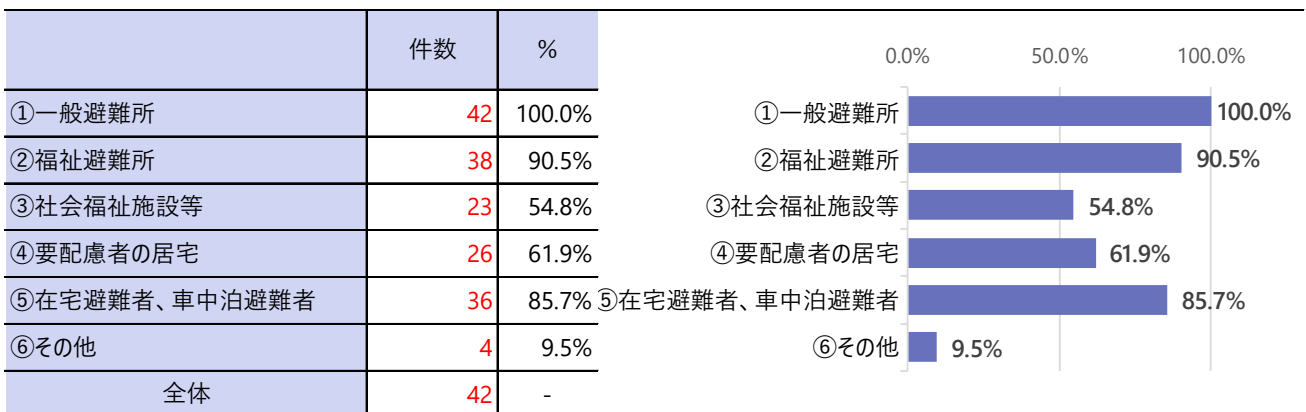 件数 %
①一般避難所 42 100.0%
②福祉避難所 38 90.5%
③社会福祉施設等 23 54.8%
④要配慮者の居宅 26 61.9%
⑤在宅避難者、車中泊避難者 36 85.7%
⑥その他 4 9.5%
全体 42 -
0.0% 50.0% 100.0%
①一般避難所 100.0%
②福祉避難所 90.5%
③社会福祉施設等 54.8%
④要配慮者の居宅 61.9%
⑤在宅避難者、車中泊避難者 85.7%
⑥その他 9.5%